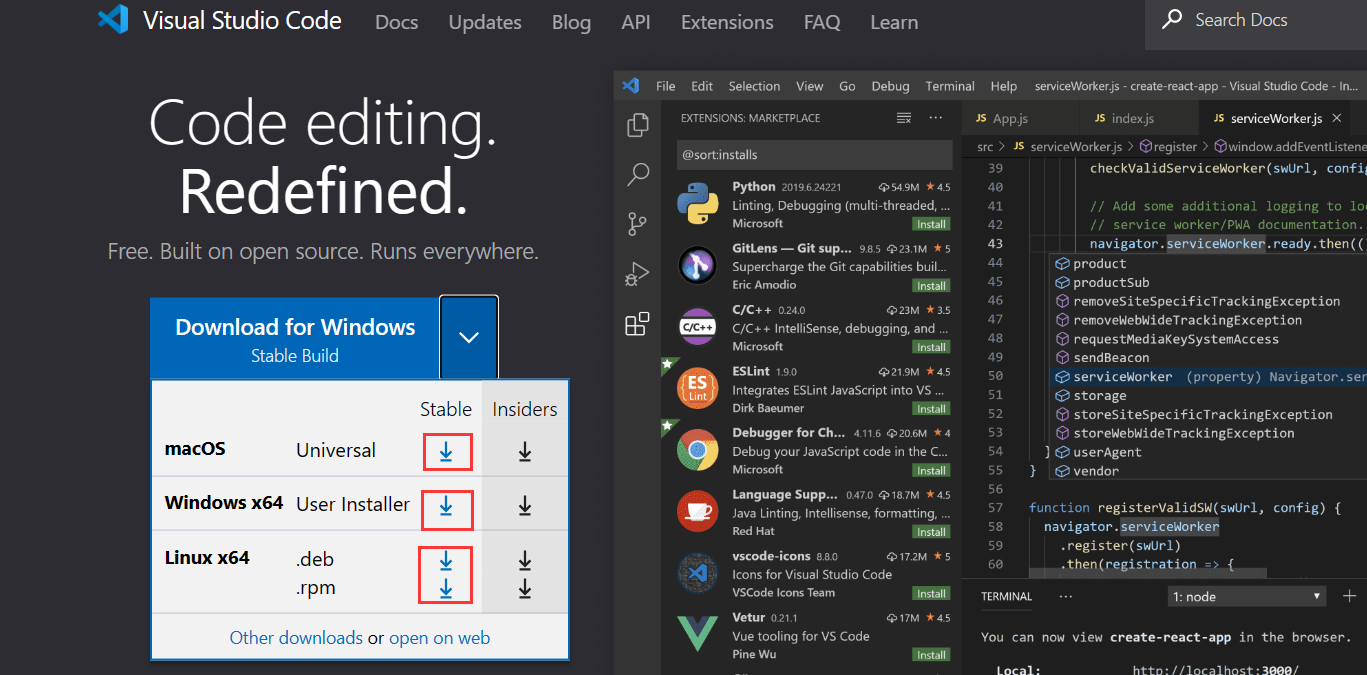 Visual Studio Code Docs Updates Blog API Extensions FAQ Learn Search Docs
Code editing.
Redefined.
Free. Built on open source. Runs everywhere.
Download for Windows
Stable Build
Stable Insiders
macOS Universal
Windows x64 User Installer
Linux x64 .deb
.rpm
Other downloads or open on web
File Edit Selection View Go Debug Terminal Help serviceWorker.js - create-react-app - Visual Studio Code - In...
EXTENSIONS: MARKETPLACE ...
@sort:installs
Python 2019.6.24221 54.9M ★ 4.5
Linting, Debugging (multi-threaded, ...
Microsoft Install
GitLens — Git sup... 9.8.5 23.1M ★ 5
Supercharge the Git capabilities buil...
Eric Amodio Install
C/C++
C/C++ 0.24.0 23M ★ 3.5
C/C++ IntelliSense, debugging, and ...
Microsoft Install
ES
Lint
ESLint 1.9.0 21.9M ★ 4.5
Integrates ESLint JavaScript into VS ...
Dirk Baeumer Install
Debugger for Ch... 4.11.6 20.6M ★ 4
Debug your JavaScript code in the C...
Microsoft Install
Language Supp... 0.47.0 18.7M ★ 4.5
Java Linting, Intellisense, formatting, ...
Red Hat Install
vscode-icons 8.8.0 17.2M ★ 5
Icons for Visual Studio Code
VSCode Icons Team Install
Vetur 0.21.1 17M ★ 4.5
Vue tooling for VS Code
Pine Wu Install
JS App.js JS index.js JS serviceWorker.js ×
src > JS serviceWorker.js > register > window.addEventListene
39 checkValidServiceWorker(swUrl, config
40
41 // Add some additional logging to loc
42 // service worker/PWA documentation.
43 navigator.serviceWorker.ready.then((
44 product
45 productSub
46 removeSiteSpecificTrackingException
47 removeWebWideTrackingException
48 requestMediaKeySystemAccess
49 sendBeacon
50 serviceWorker (property) Navigator.ser
51 storage
52 storeSiteSpecificTrackingException
53 storeWebWideTrackingException
54 } userAgent
55 } vendor
56
57 function registerValidSW(swUrl, config) {
58 navigator.serviceWorker
59 .register(swUrl)
60 .then(registration => {
TERMINAL ... 1: node +
You can now view create-react-app in the browser.
Local: http://localhost:3000/